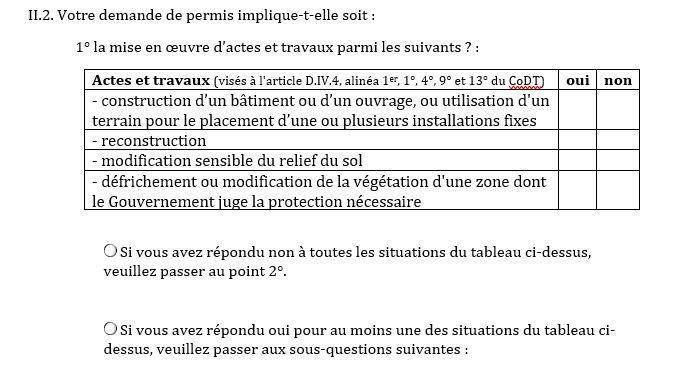 II.2. Votre demande de permis implique-t-elle soit :
1° la mise en œuvre d'actes et travaux parmi les suivants ? :
Actes et travaux (visés à l'article D.IV.4, alinéa 1er, 1°, 4°, 9° et 13° du CoDT) oui non
- construction d'un bâtiment ou d'un ouvrage, ou utilisation d'un
terrain pour le placement d'une ou plusieurs installations fixes
- reconstruction
- modification sensible du relief du sol
- défrichement ou modification de la végétation d'une zone dont
le Gouvernement juge la protection nécessaire
Si vous avez répondu non à toutes les situations du tableau ci-dessus,
veuillez passer au point 2°.
Si vous avez répondu oui pour au moins une des situations du tableau ci-
dessus, veuillez passer aux sous-questions suivantes :